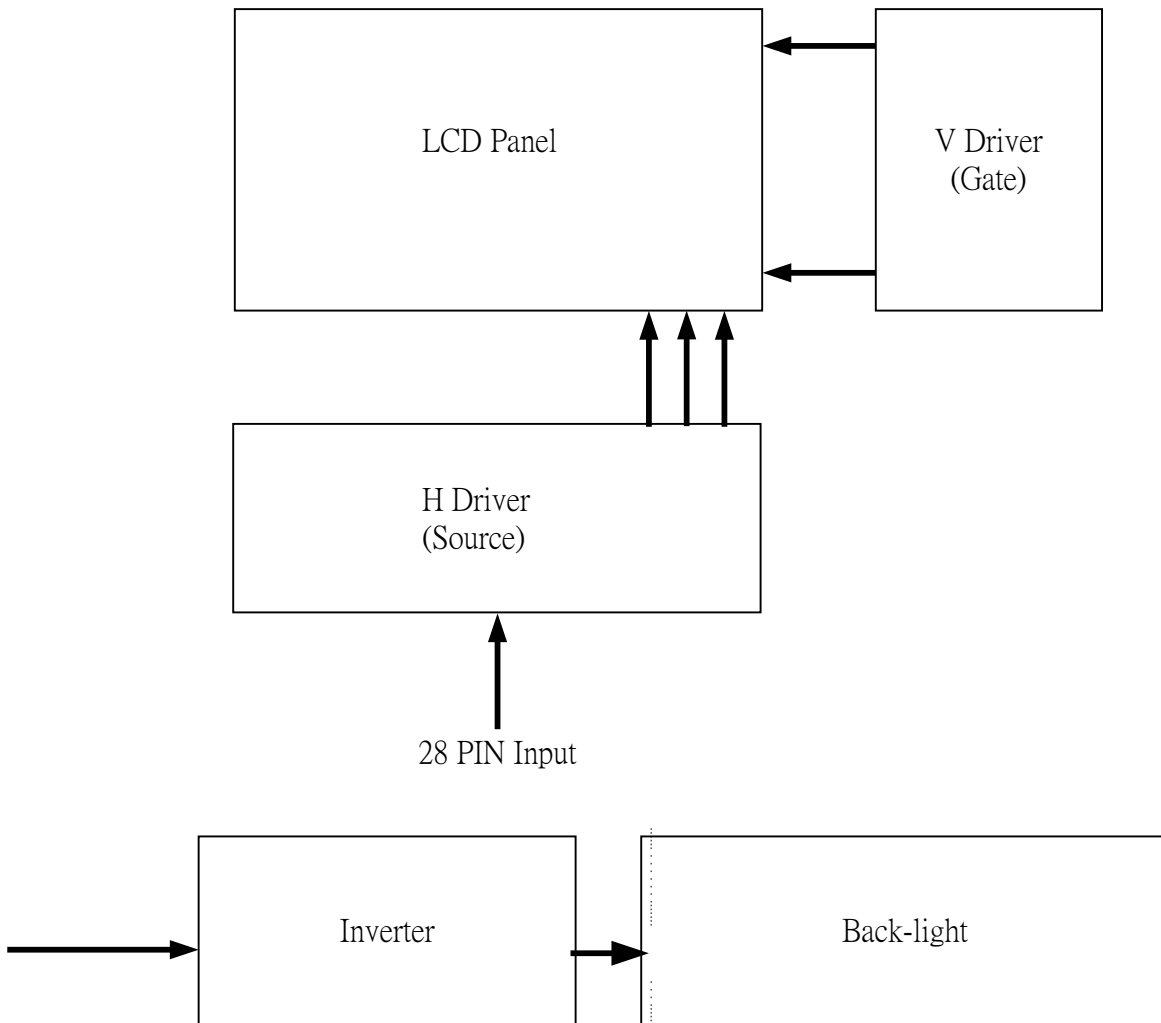 LCD Panel
V Driver
(Gate)
H Driver
(Source)
28 PIN Input
Inverter
Back-light